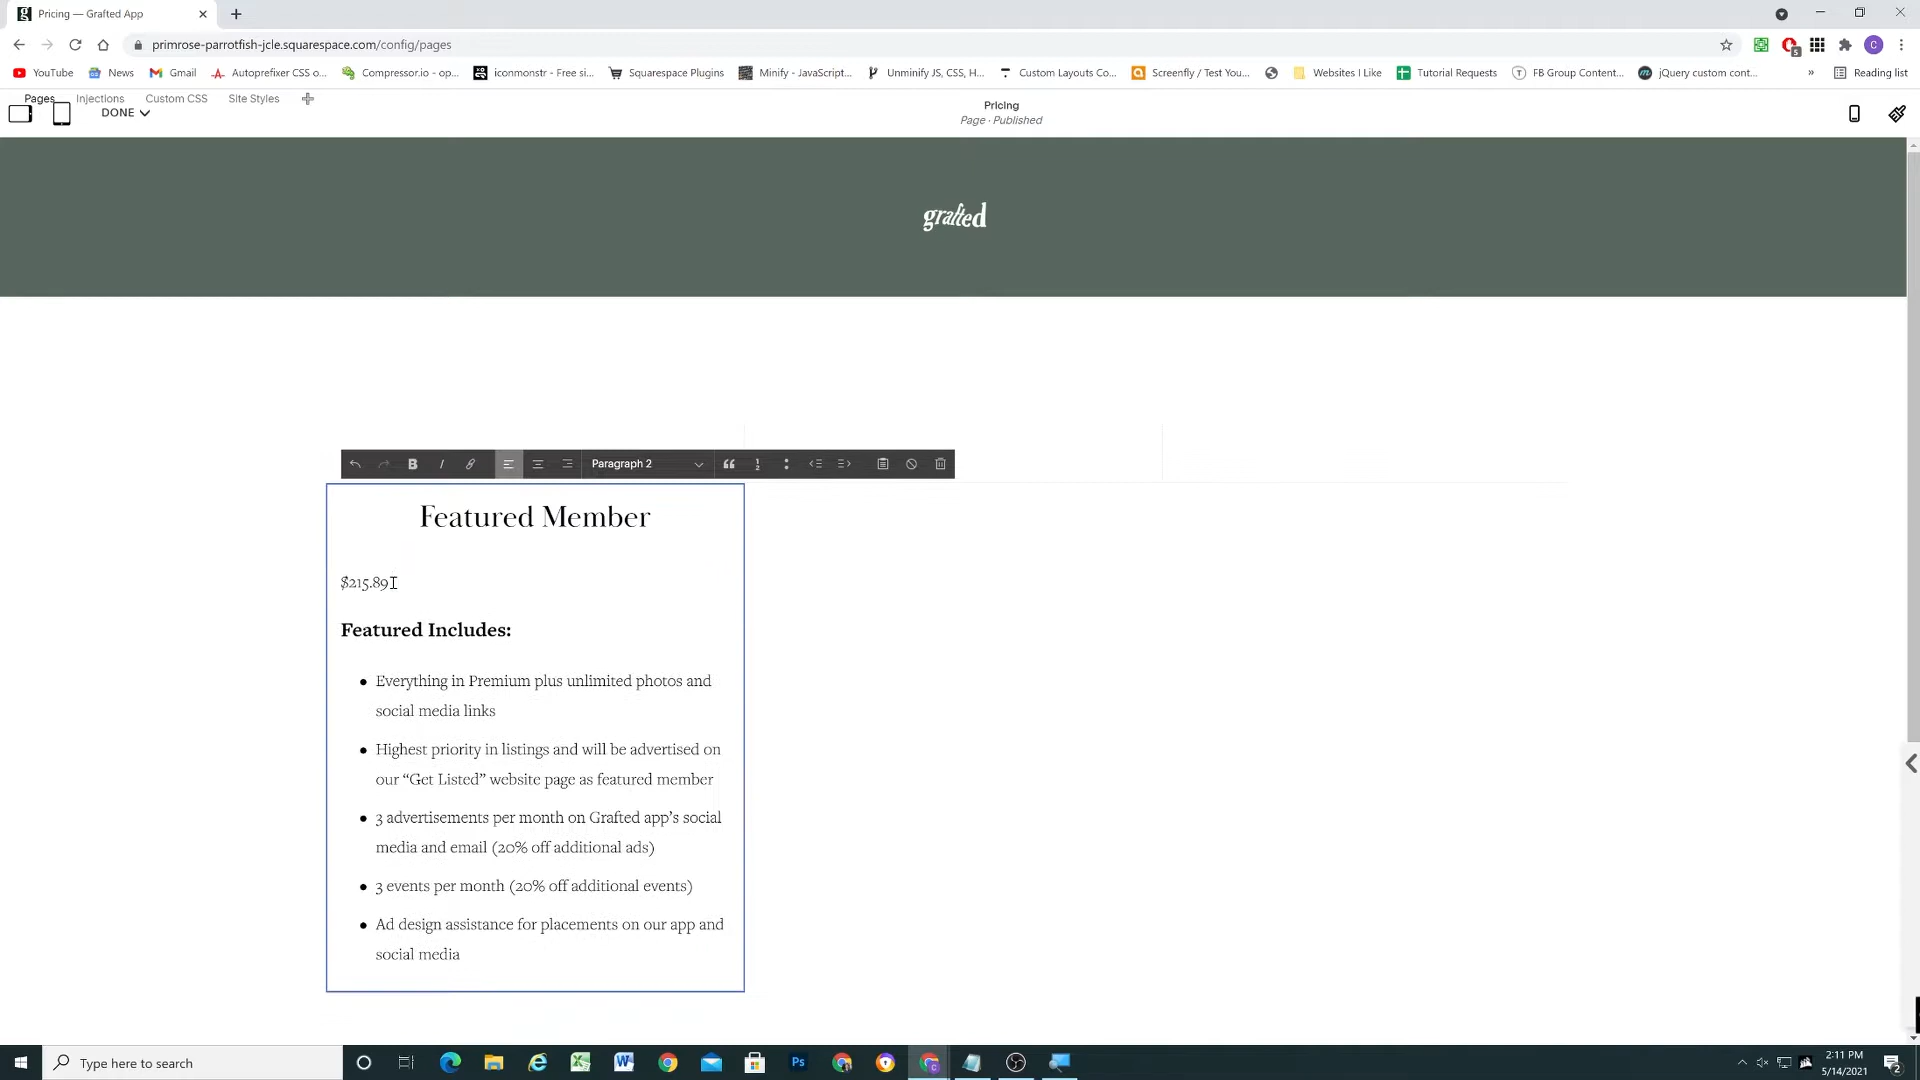 Pricing — Grafted App
primrose-parrotfish-jcle.squarespace.com/config/pages
YouTube News Gmail Autoprefixer CSS o... Compressor.io - op... iconmonstr - Free si... Squarespace Plugins Minify - JavaScript... Unminify JS, CSS, H... Custom Layouts Co... Screenfly / Test You... Websites I Like Tutorial Requests FB Group Content... jQuery custom cont... » Reading list
Pages Injections Custom CSS Site Styles
DONE
Pricing
Page · Published
grafted
Paragraph 2
Featured Member
$215.89
Featured Includes:
Everything in Premium plus unlimited photos and
social media links
Highest priority in listings and will be advertised on
our “Get Listed” website page as featured member
3 advertisements per month on Grafted app’s social
media and email (20% off additional ads)
3 events per month (20% off additional events)
Ad design assistance for placements on our app and
social media
Type here to search
2:11 PM
5/14/2021